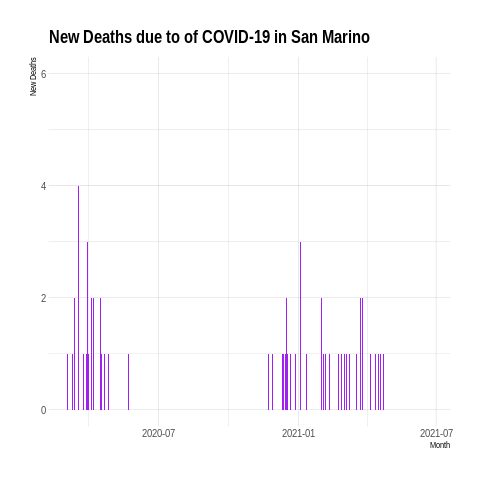 New Deaths due to of COVID-19 in San Marino
New Deaths
6
4
2
0
2020-07
2021-01
2021-07
Month